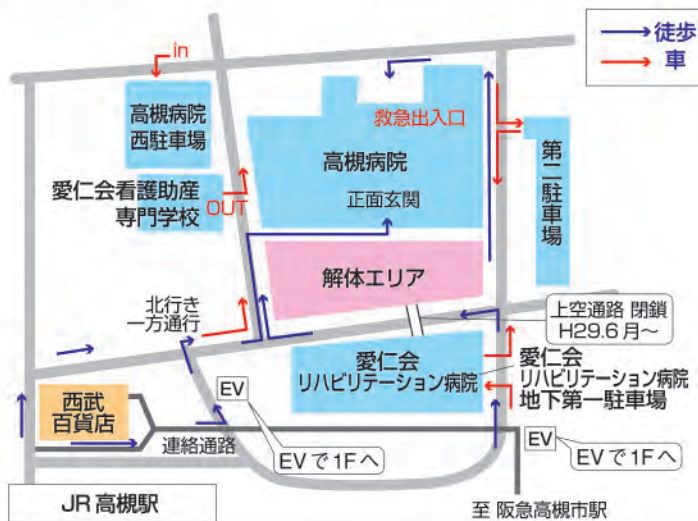 徒歩
車
in
高槻病院
西駐車場
救急出入口
高槻病院
第二駐車場
愛仁会看護助産
専門学校
OUT
正面玄関
解体エリア
北行き
一方通行
上空通路 閉鎖
H29.6月～
愛仁会
リハビリテーション病院
愛仁会
リハビリテーション病院
地下第一駐車場
西武
百貨店
EV
連絡通路
EVで1Fへ
EV
EVで1Fへ
JR高槻駅
至 阪急高槻市駅